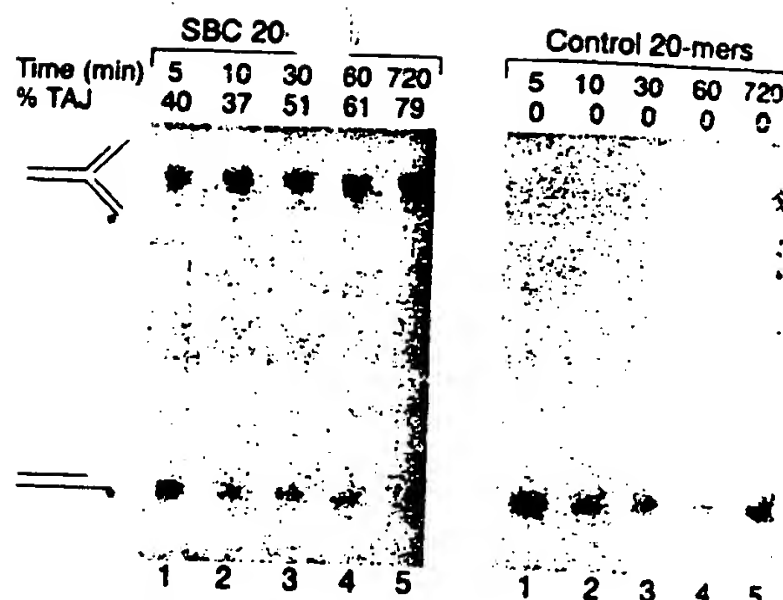 SBC 20-
Time (min) 5 10 30 60 720
% TAJ 40 37 51 61 79
1 2 3 4 5
Control 20-mers
5 10 30 60 720
0 0 0 0 0
1 2 3 4 5